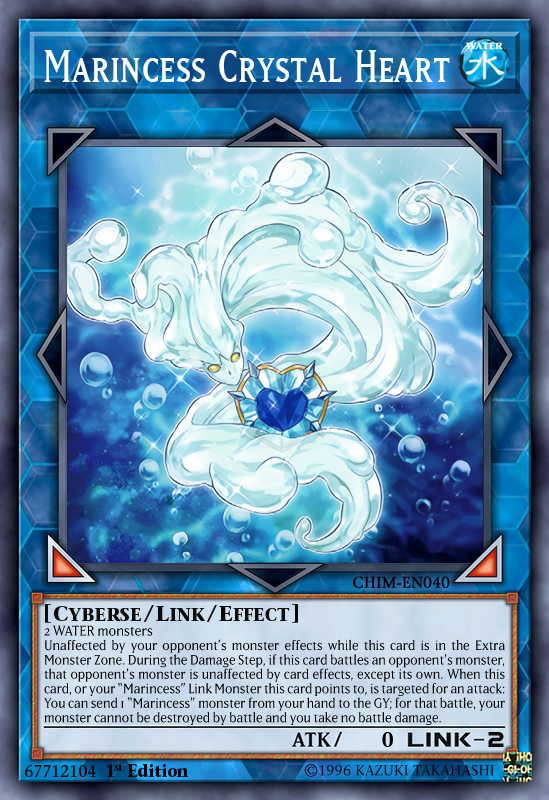 MARINCESS CRYSTAL HEART
WATER
水
CHIM-EN040
[CYBERSE/LINK/EFFECT]
2 WATER monsters
Unaffected by your opponent's monster effects while this card is in the Extra
Monster Zone. During the Damage Step, if this card battles an opponent's monster,
that opponent's monster is unaffected by card effects, except its own. When this
card, or your "Marincess" Link Monster this card points to, is targeted for an attack:
You can send 1 "Marincess" monster from your hand to the GY; for that battle, your
monster cannot be destroyed by battle and you take no battle damage.
ATK/ 0 LINK-2
67712104 1st Edition ©1996 KAZUKI TAKAHASHI